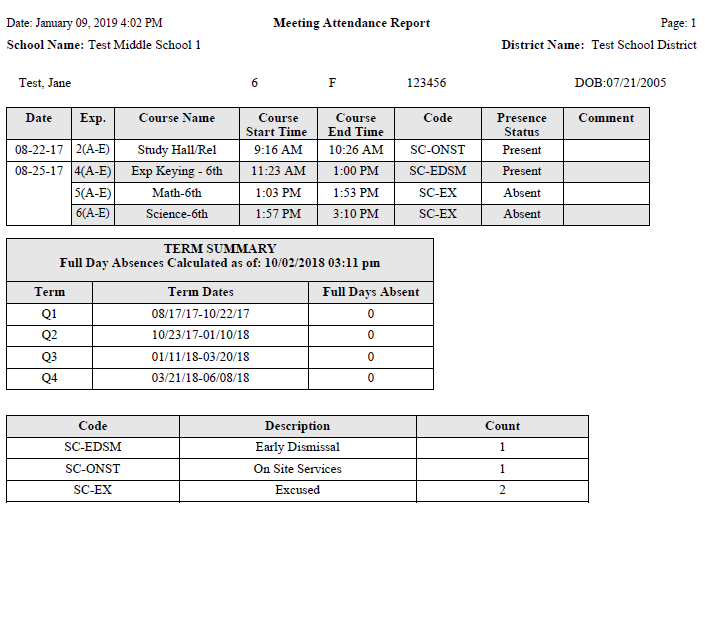 Date: January 09, 2019 4:02 PM Meeting Attendance Report Page: 1
School Name: Test Middle School 1 District Name: Test School District
Test, Jane 6 F 123456 DOB:07/21/2005
Date Exp. Course Name Course Start Time Course End Time Code Presence Status Comment
08-22-17 2(A-E) Study Hall/Rel 9:16 AM 10:26 AM SC-ONST Present
08-25-17 4(A-E) Exp Keying - 6th 11:23 AM 1:00 PM SC-EDSM Present
5(A-E) Math-6th 1:03 PM 1:53 PM SC-EX Absent
6(A-E) Science-6th 1:57 PM 3:10 PM SC-EX Absent
TERM SUMMARY
Full Day Absences Calculated as of: 10/02/2018 03:11 pm
Term Term Dates Full Days Absent
Q1 08/17/17-10/22/17 0
Q2 10/23/17-01/10/18 0
Q3 01/11/18-03/20/18 0
Q4 03/21/18-06/08/18 0
Code Description Count
SC-EDSM Early Dismissal 1
SC-ONST On Site Services 1
SC-EX Excused 2